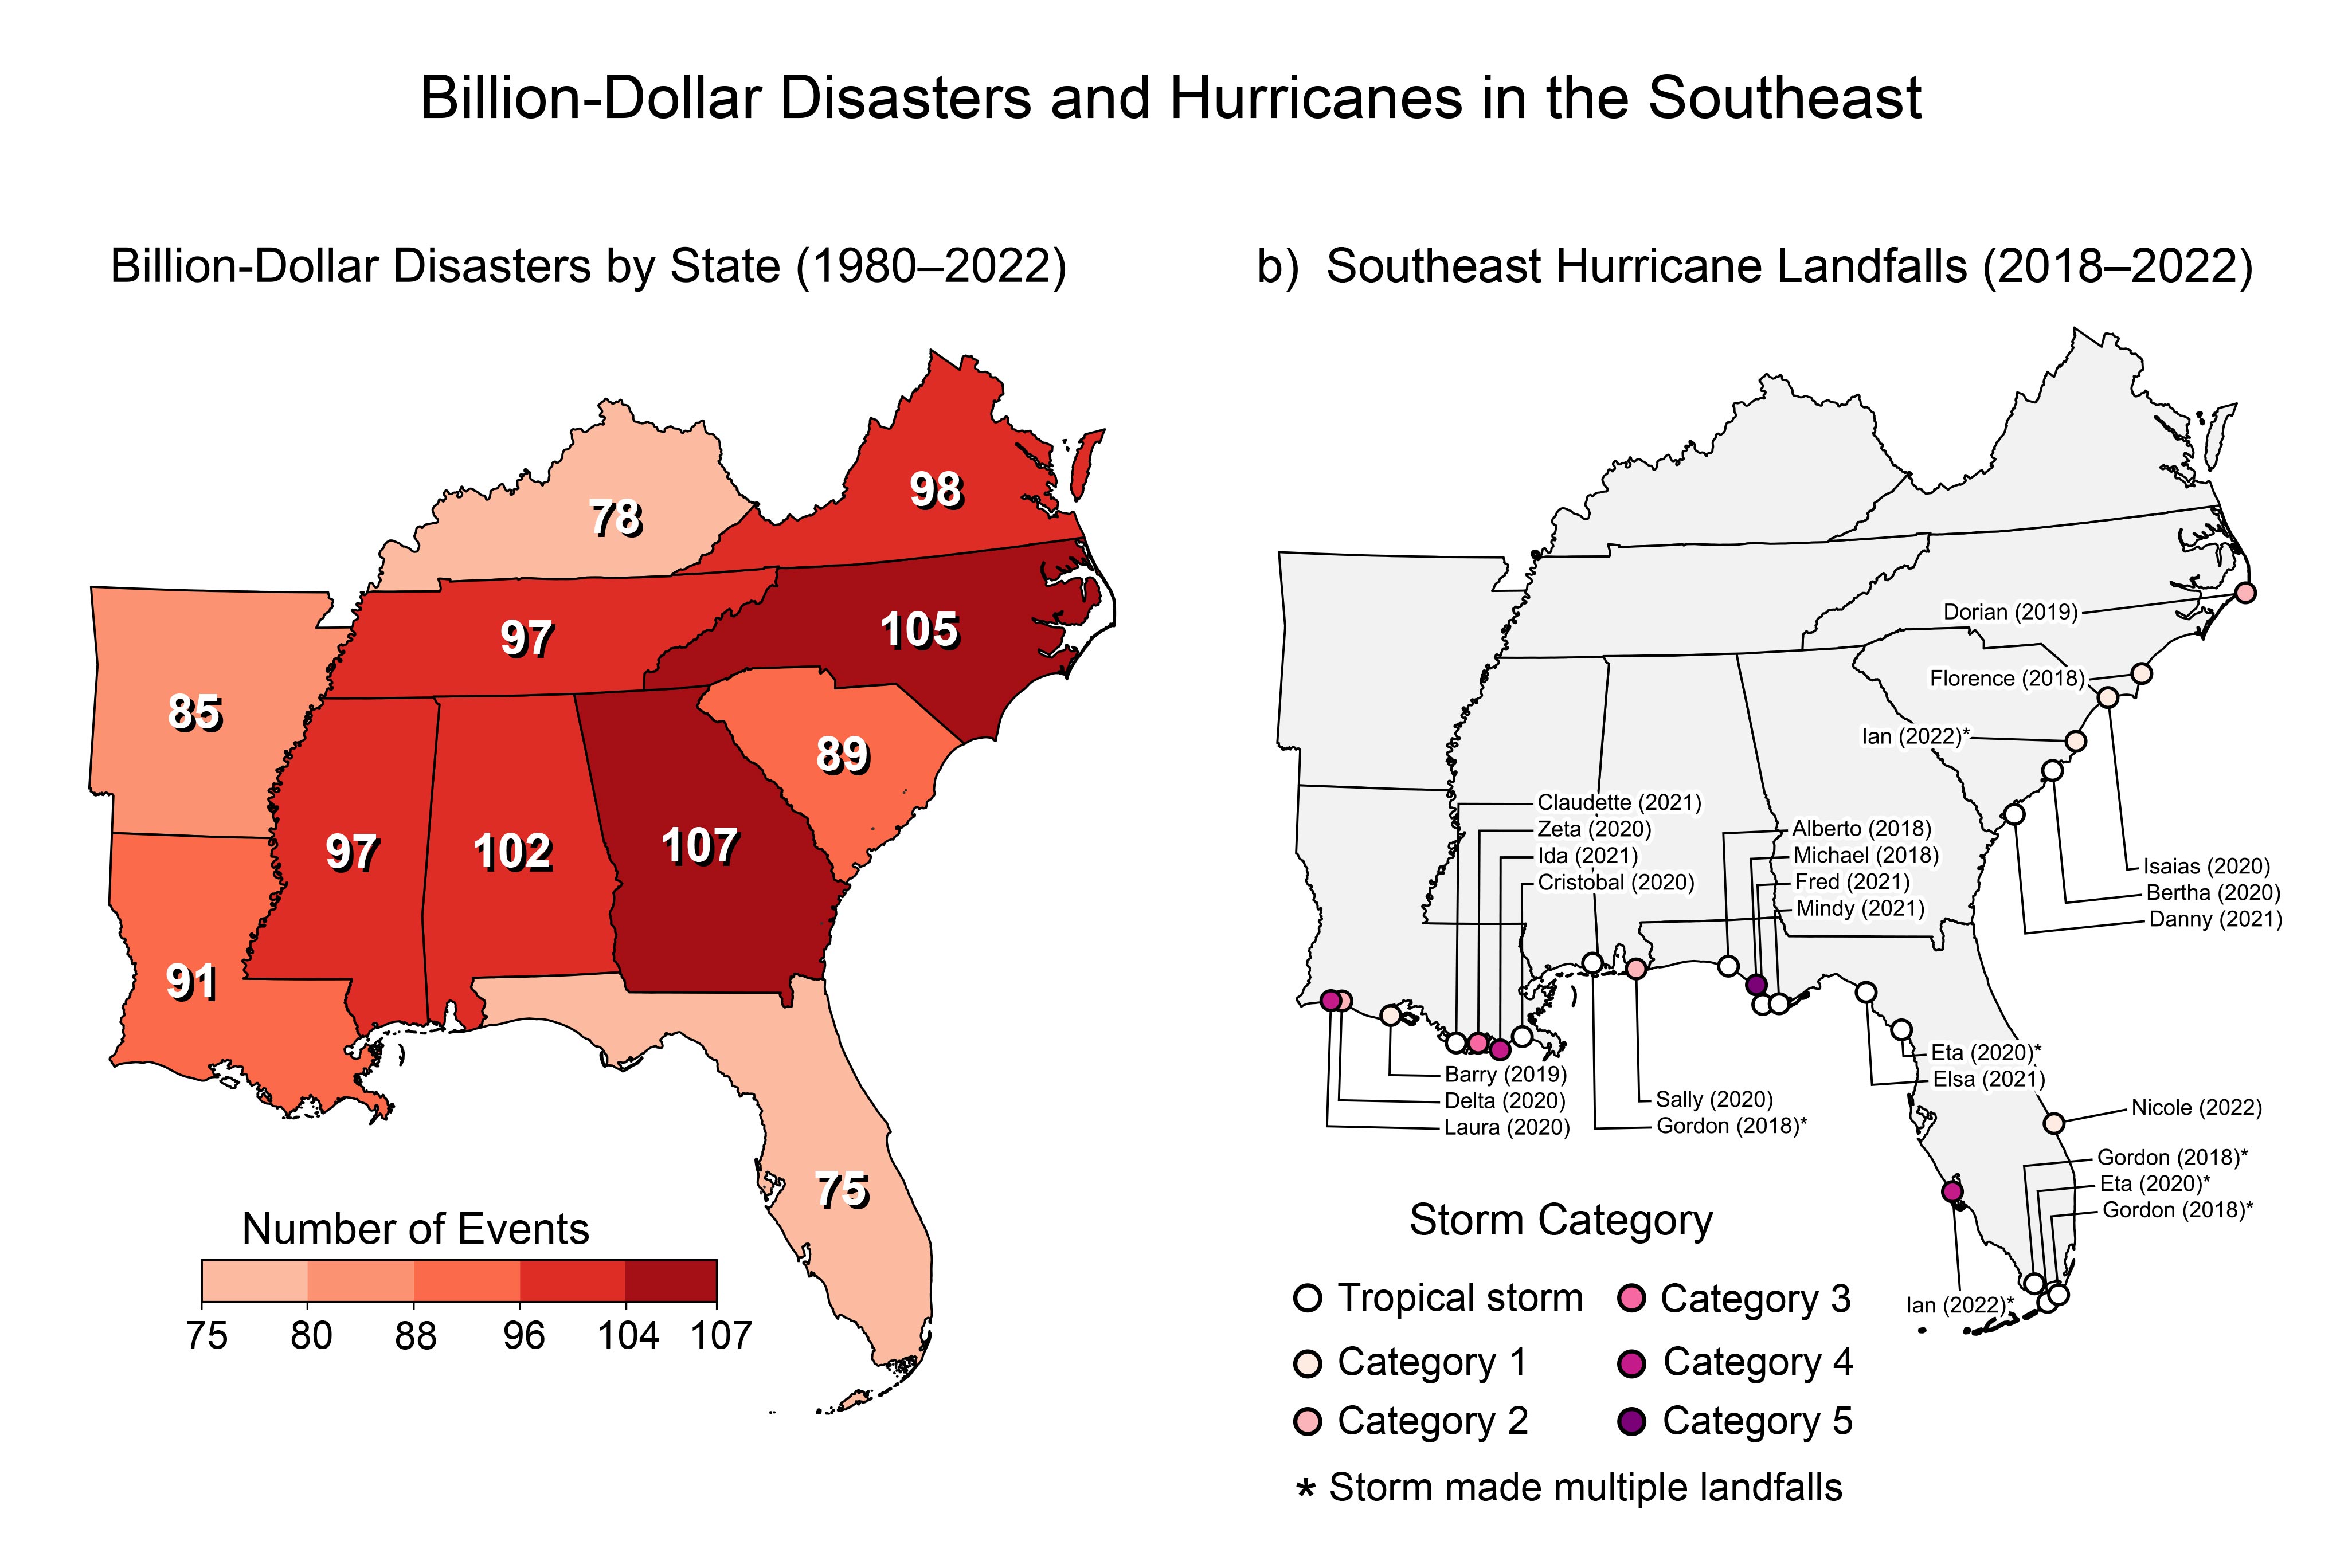 Billion-Dollar Disasters and Hurricanes in the Southeast
Billion-Dollar Disasters by State (1980–2022)
98
78
105
97
85
89
107
97
102
91
75
Number of Events
75 80 88 96 104 107
b) Southeast Hurricane Landfalls (2018–2022)
Dorian (2019)
Florence (2018)
Ian (2022)*
Claudette (2021)
Zeta (2020)
Ida (2021)
Cristobal (2020)
Alberto (2018)
Michael (2018)
Fred (2021)
Mindy (2021)
Isaias (2020)
Bertha (2020)
Danny (2021)
Barry (2019)
Delta (2020)
Laura (2020)
Sally (2020)
Gordon (2018)*
Eta (2020)*
Elsa (2021)
Nicole (2022)
Gordon (2018)*
Eta (2020)*
Gordon (2018)*
Ian (2022)*
Storm Category
Tropical storm
Category 1
Category 2
Category 3
Category 4
Category 5
* Storm made multiple landfalls